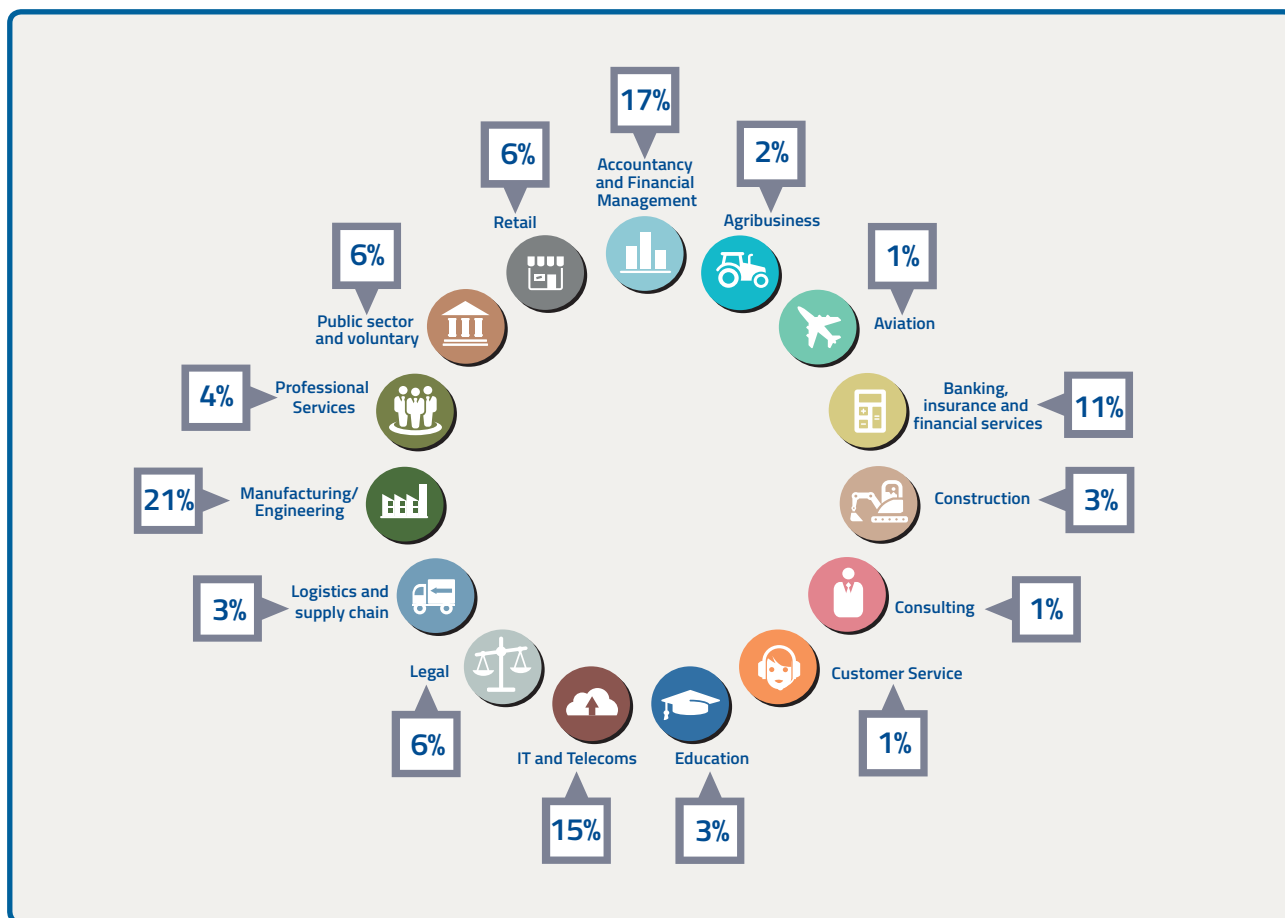 17%
Accountancy
and Financial
Management
2%
Agribusiness
1%
Aviation
Banking,
insurance and
financial services
11%
Construction
3%
Consulting
1%
Customer Service
1%
Education
3%
IT and Telecoms
15%
Legal
6%
Logistics and
supply chain
3%
Manufacturing/
Engineering
21%
Professional
Services
4%
Public sector
and voluntary
6%
Retail
6%